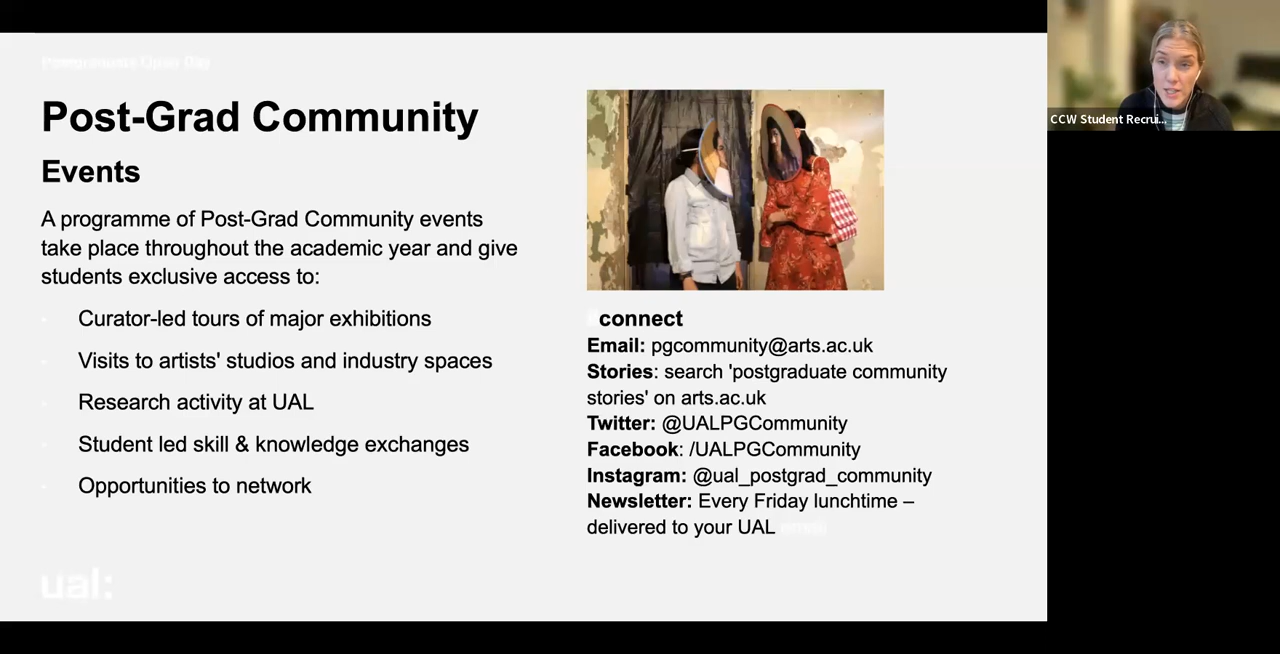 Postgraduate Open Day
Post-Grad Community
Events
A programme of Post-Grad Community events
take place throughout the academic year and give
students exclusive access to:
Curator-led tours of major exhibitions
Visits to artists' studios and industry spaces
Research activity at UAL
Student led skill & knowledge exchanges
Opportunities to network
ual:
connect
Email: pgcommunity@arts.ac.uk
Stories: search 'postgraduate community
stories' on arts.ac.uk
Twitter: @UALPGCommunity
Facebook: /UALPGCommunity
Instagram: @ual_postgrad_community
Newsletter: Every Friday lunchtime –
delivered to your UAL
CCW Student Recrui...